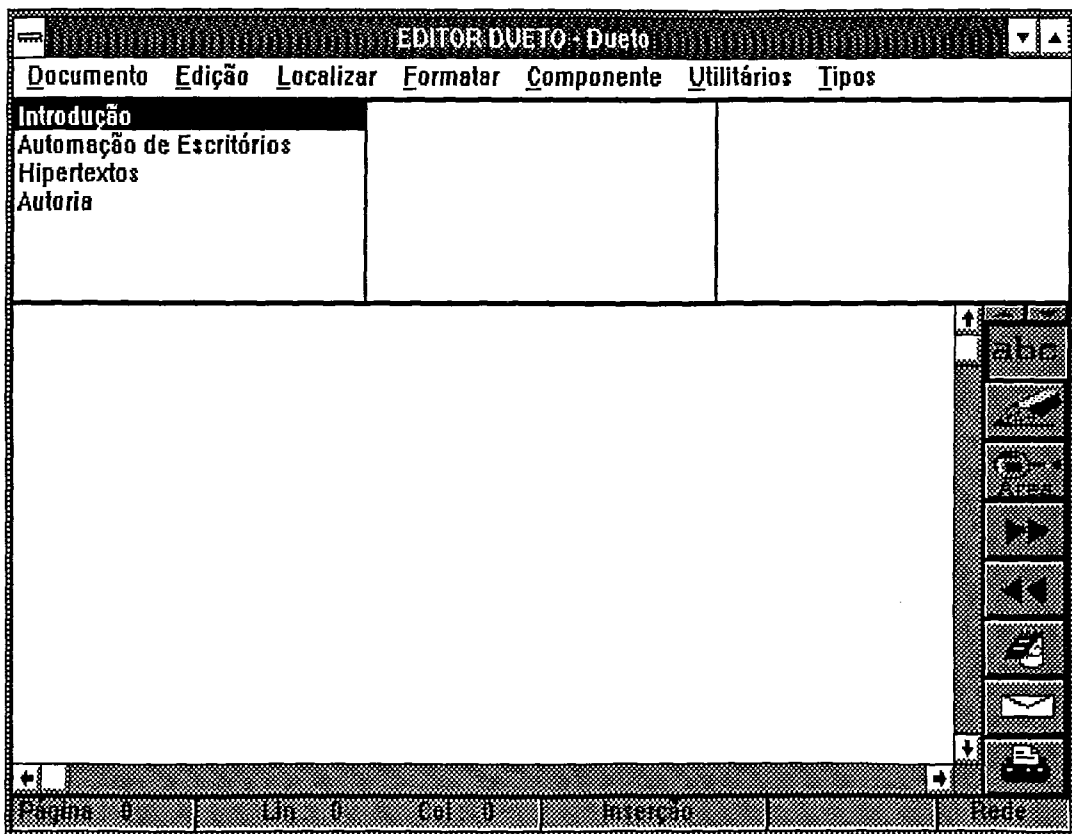 EDITOR DUETO - Dueto
Documento Edição Localizar Formatar Componente Utilitários Tipos
Introdução
Automação de Escritórios
Hipertextos
Autoria
abc
Área
Página 0 Lin 0 Col 0 Inserção Rede